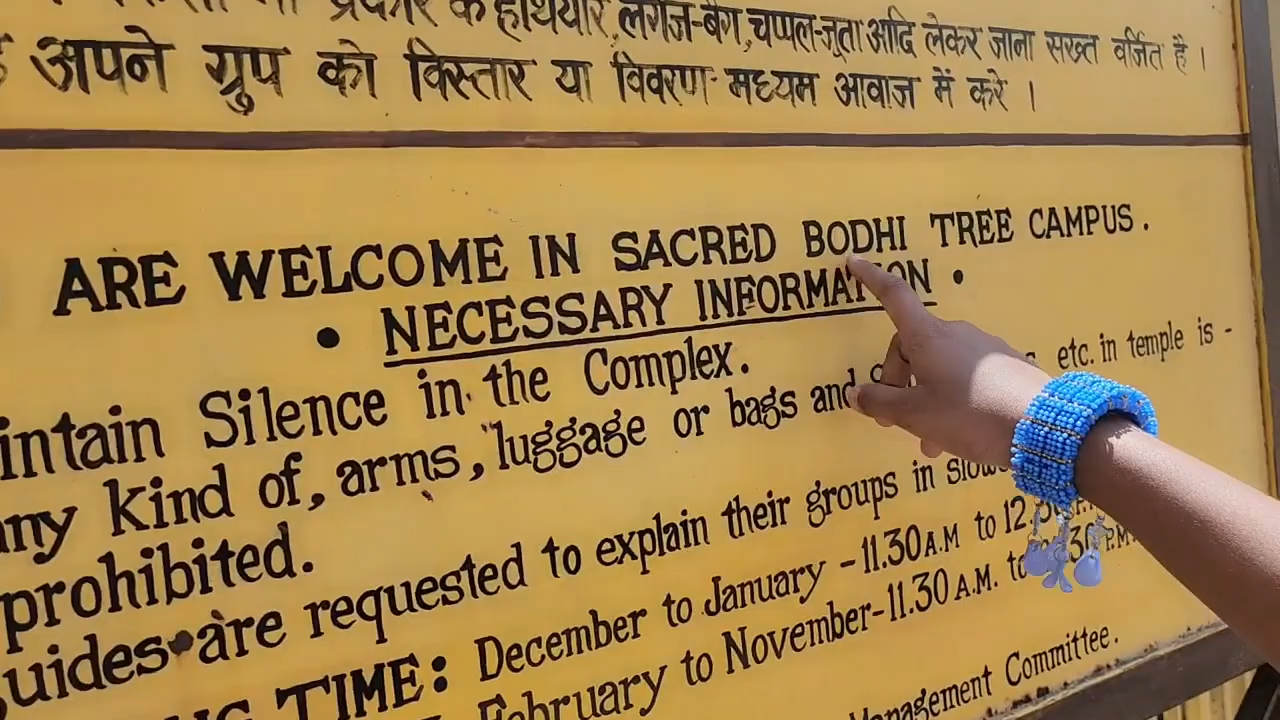 हथियार, लगेज-बैग, चप्पल-जूता आदि लेकर जाना सख्त वर्जित है।
अपने ग्रुप को विस्तार या विवरण मध्यम आवाज में करे ।
ARE WELCOME IN SACRED BODHI TREE CAMPUS.
• NECESSARY INFORMATION •
intain Silence in the Complex.
any kind of, arms, luggage or bags and etc. in temple is -
prohibited.
uides are requested to explain their groups in
TIME: December to January - 11.30 A.M to 12
February to November - 11.30 A.M. to 30 P.M.
Management Committee.